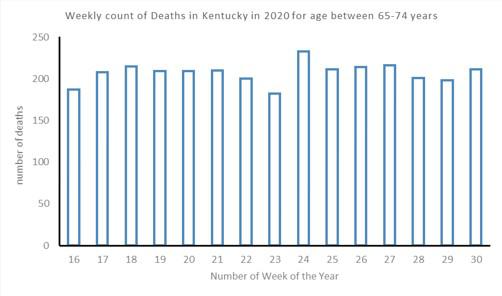 Weekly count of Deaths in Kentucky in 2020 for age between 65-74 years
number of deaths
250
200
150
100
50
0
16 17 18 19 20 21 22 23 24 25 26 27 28 29 30
Number of Week of the Year